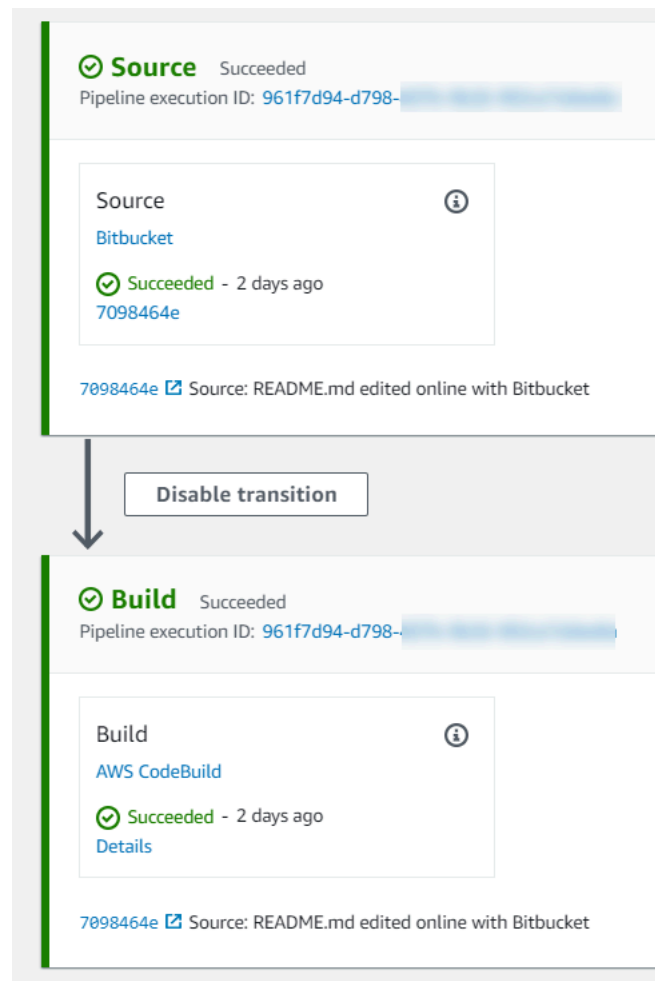 Source Succeeded
Pipeline execution ID: 961f7d94-d798-
Source
Bitbucket
Succeeded - 2 days ago
7098464e
7098464e Source: README.md edited online with Bitbucket
Disable transition
Build Succeeded
Pipeline execution ID: 961f7d94-d798-
Build
AWS CodeBuild
Succeeded - 2 days ago
Details
7098464e Source: README.md edited online with Bitbucket